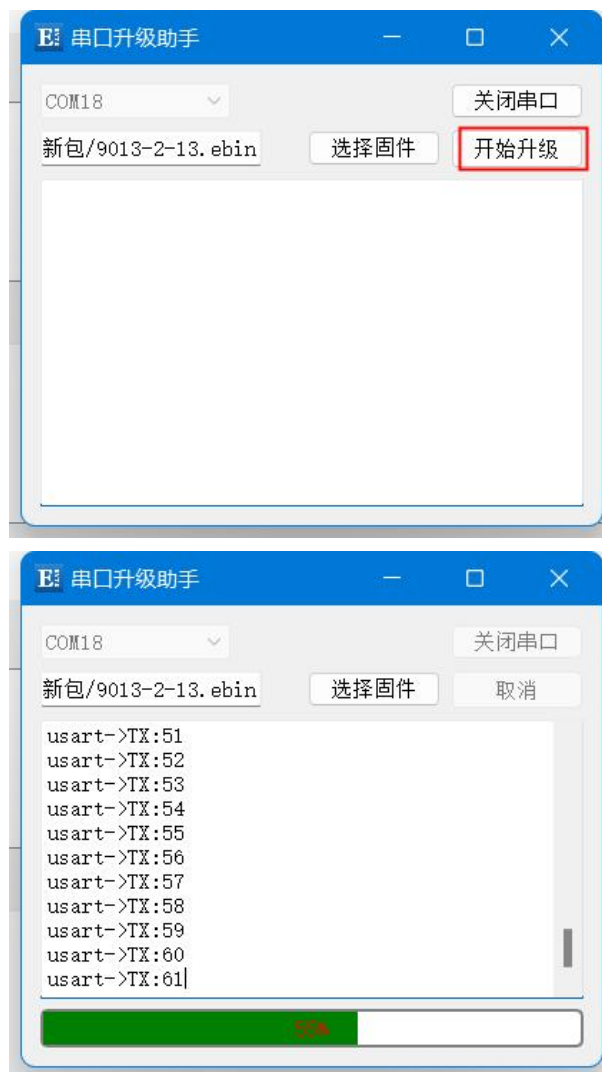 串口升级助手
COM18
关闭串口
新包/9013-2-13.ebin
选择固件
开始升级
串口升级助手
COM18
关闭串口
新包/9013-2-13.ebin
选择固件
取消
usart->TX:51
usart->TX:52
usart->TX:53
usart->TX:54
usart->TX:55
usart->TX:56
usart->TX:57
usart->TX:58
usart->TX:59
usart->TX:60
usart->TX:61